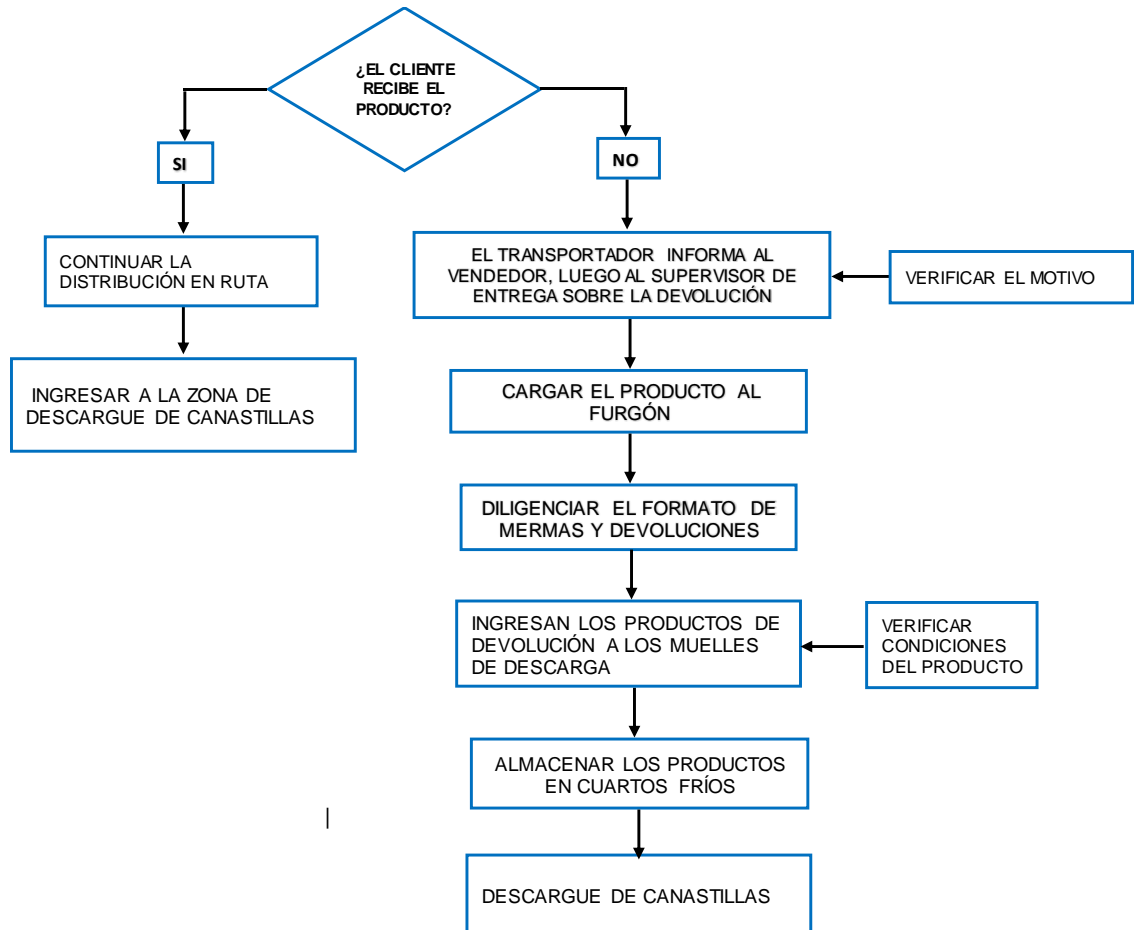 ¿EL CLIENTE
RECIBE EL
PRODUCTO?
SI
NO
CONTINUAR LA
DISTRIBUCIÓN EN RUTA
EL TRANSPORTADOR INFORMA AL
VENDEDOR, LUEGO AL SUPERVISOR DE
ENTREGA SOBRE LA DEVOLUCIÓN
VERIFICAR EL MOTIVO
INGRESAR A LA ZONA DE
DESCARGUE DE CANASTILLAS
CARGAR EL PRODUCTO AL
FURGÓN
DILIGENCIAR EL FORMATO DE
MERMAS Y DEVOLUCIONES
INGRESAN LOS PRODUCTOS DE
DEVOLUCIÓN A LOS MUELLES
DE DESCARGA
VERIFICAR
CONDICIONES
DEL PRODUCTO
ALMACENAR LOS PRODUCTOS
EN CUARTOS FRÍOS
DESCARGUE DE CANASTILLAS